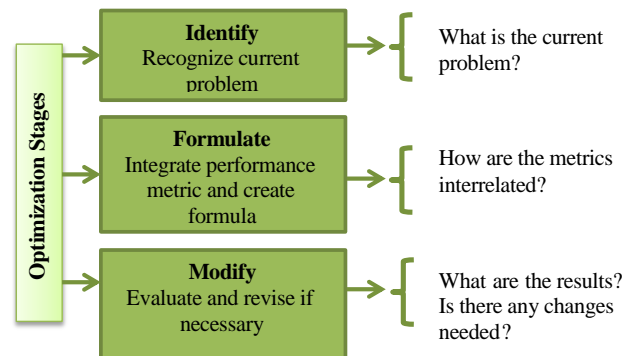 Optimization Stages
Identify
Recognize current
problem
What is the current
problem?
Formulate
Integrate performance
metric and create
formula
How are the metrics
interrelated?
Modify
Evaluate and revise if
necessary
What are the results?
Is there any changes
needed?